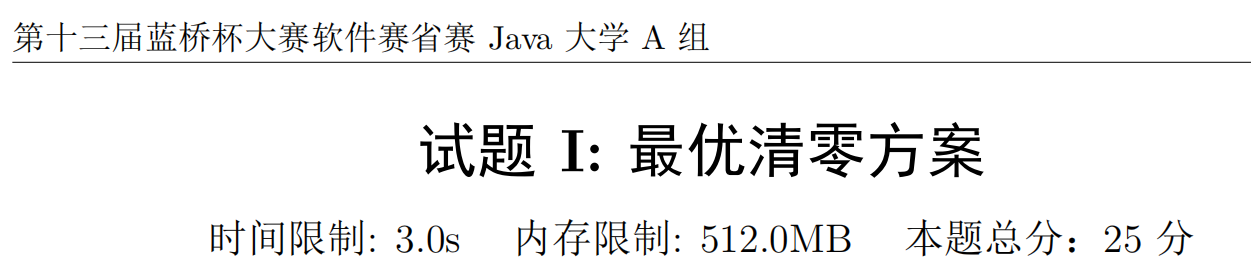 第十三届蓝桥杯大赛软件赛省赛 Java 大学 A 组
试题 I: 最优清零方案
时间限制: 3.0s 内存限制: 512.0MB 本题总分：25 分